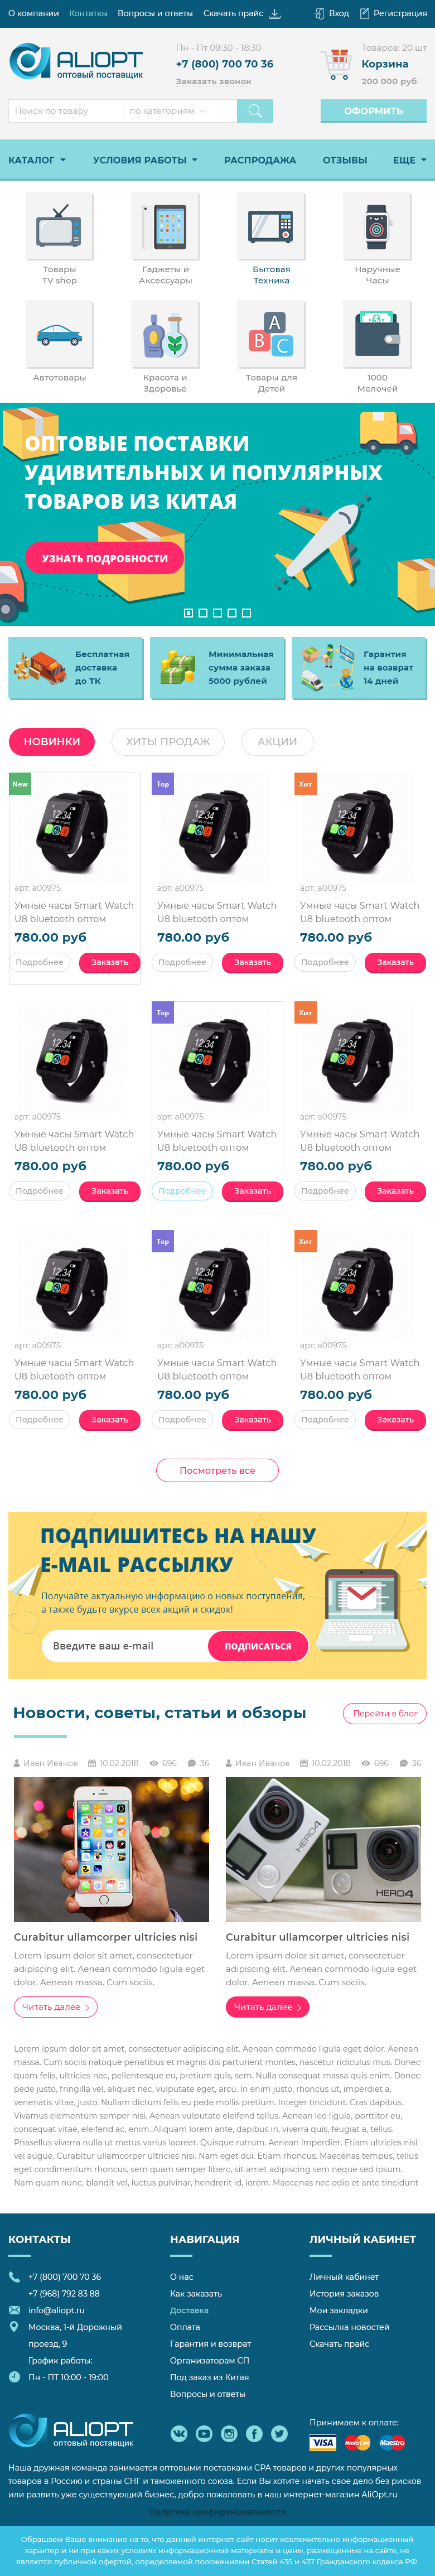 О компании Контакты Вопросы и ответы Скачать прайс Вход Регистрация
ALIOPT
оптовый поставщик
Пн - Пт 09:30 - 18:30
+7 (800) 700 70 36
Заказать звонок
Товаров: 20 шт
Корзина
200 000 руб
Поиск по товару по категориям
ОФОРМИТЬ
КАТАЛОГ УСЛОВИЯ РАБОТЫ РАСПРОДАЖА ОТЗЫВЫ ЕЩЕ
Товары
TV shop
Гаджеты и
Аксессуары
Бытовая
Техника
Наручные
Часы
Автотовары
Красота и
Здоровье
A B C
Товары для
Детей
1000
Мелочей
ОПТОВЫЕ ПОСТАВКИ
УДИВИТЕЛЬНЫХ И ПОПУЛЯРНЫХ
ТОВАРОВ ИЗ КИТАЯ
УЗНАТЬ ПОДРОБНОСТИ
Бесплатная
доставка
до ТК
Минимальная
сумма заказа
5000 рублей
Гарантия
на возврат
14 дней
НОВИНКИ ХИТЫ ПРОДАЖ АКЦИИ
New Top Хит
арт: a00975 арт: a00975 арт: a00975
Умные часы Smart Watch Умные часы Smart Watch Умные часы Smart Watch
U8 bluetooth оптом U8 bluetooth оптом U8 bluetooth оптом
780.00 руб 780.00 руб 780.00 руб
Подробнее Заказать Подробнее Заказать Подробнее Заказать
Top Хит
арт: a00975 арт: a00975 арт: a00975
Умные часы Smart Watch Умные часы Smart Watch Умные часы Smart Watch
U8 bluetooth оптом U8 bluetooth оптом U8 bluetooth оптом
780.00 руб 780.00 руб 780.00 руб
Подробнее Заказать Подробнее Заказать Подробнее Заказать
Top Хит
арт: a00975 арт: a00975 арт: a00975
Умные часы Smart Watch Умные часы Smart Watch Умные часы Smart Watch
U8 bluetooth оптом U8 bluetooth оптом U8 bluetooth оптом
780.00 руб 780.00 руб 780.00 руб
Подробнее Заказать Подробнее Заказать Подробнее Заказать
Посмотреть все
ПОДПИШИТЕСЬ НА НАШУ
E-MAIL РАССЫЛКУ
Получайте актуальную информацию о новых поступления,
а также будьте вкурсе всех акций и скидок!
Введите ваш e-mail ПОДПИСАТЬСЯ
Новости, советы, статьи и обзоры Перейти в блог
Иван Иванов 10.02.2018 696 36 Иван Иванов 10.02.2018 696 36
HERO4
HERO4
Curabitur ullamcorper ultricies nisi Curabitur ullamcorper ultricies nisi
Lorem ipsum dolor sit amet, consectetuer Lorem ipsum dolor sit amet, consectetuer
adipiscing elit. Aenean commodo ligula eget adipiscing elit. Aenean commodo ligula eget
dolor. Aenean massa. Cum sociis. dolor. Aenean massa. Cum sociis.
Читать далее Читать далее
Lorem ipsum dolor sit amet, consectetuer adipiscing elit. Aenean commodo ligula eget dolor. Aenean
massa. Cum sociis natoque penatibus et magnis dis parturient montes, nascetur ridiculus mus. Donec
quam felis, ultricies nec, pellentesque eu, pretium quis, sem. Nulla consequat massa quis enim. Donec
pede justo, fringilla vel, aliquet nec, vulputate eget, arcu. In enim justo, rhoncus ut, imperdiet a,
venenatis vitae, justo. Nullam dictum felis eu pede mollis pretium. Integer tincidunt. Cras dapibus.
Vivamus elementum semper nisi. Aenean vulputate eleifend tellus. Aenean leo ligula, porttitor eu,
consequat vitae, eleifend ac, enim. Aliquam lorem ante, dapibus in, viverra quis, feugiat a, tellus.
Phasellus viverra nulla ut metus varius laoreet. Quisque rutrum. Aenean imperdiet. Etiam ultricies nisi
vel augue. Curabitur ullamcorper ultricies nisi. Nam eget dui. Etiam rhoncus. Maecenas tempus, tellus
eget condimentum rhoncus, sem quam semper libero, sit amet adipiscing sem neque sed ipsum.
Nam quam nunc, blandit vel, luctus pulvinar, hendrerit id, lorem. Maecenas nec odio et ante tincidunt
КОНТАКТЫ
+7 (800) 700 70 36
+7 (968) 792 83 88
info@aliopt.ru
Москва, 1-й Дорожный
проезд, 9
График работы:
Пн - ПТ 10:00 - 19:00
НАВИГАЦИЯ
О нас
Как заказать
Доставка
Оплата
Гарантия и возврат
Организаторам СП
Под заказ из Китая
Вопросы и ответы
ЛИЧНЫЙ КАБИНЕТ
Личный кабинет
История заказов
Мои закладки
Рассылка новостей
Скачать прайс
ALIOPT
оптовый поставщик
Принимаем к оплате:
VISA MasterCard Maestro
Наша дружная команда занимается оптовыми поставками CPA товаров и других популярных
товаров в Россию и страны СНГ и таможенного союза. Если Вы хотите начать свое дело без рисков
или развить уже существующий бизнес, добро пожаловать в наш интернет-магазин AliOpt.ru
Политика конфиденциальности
Обращаем Ваше внимание на то, что данный интернет-сайт носит исключительно информационный
характер и ни при каких условиях информационные материалы и цены, размещенные на сайте, не
являются публичной офертой, определяемой положениями Статей 435 и 437 Гражданского кодекса РФ.